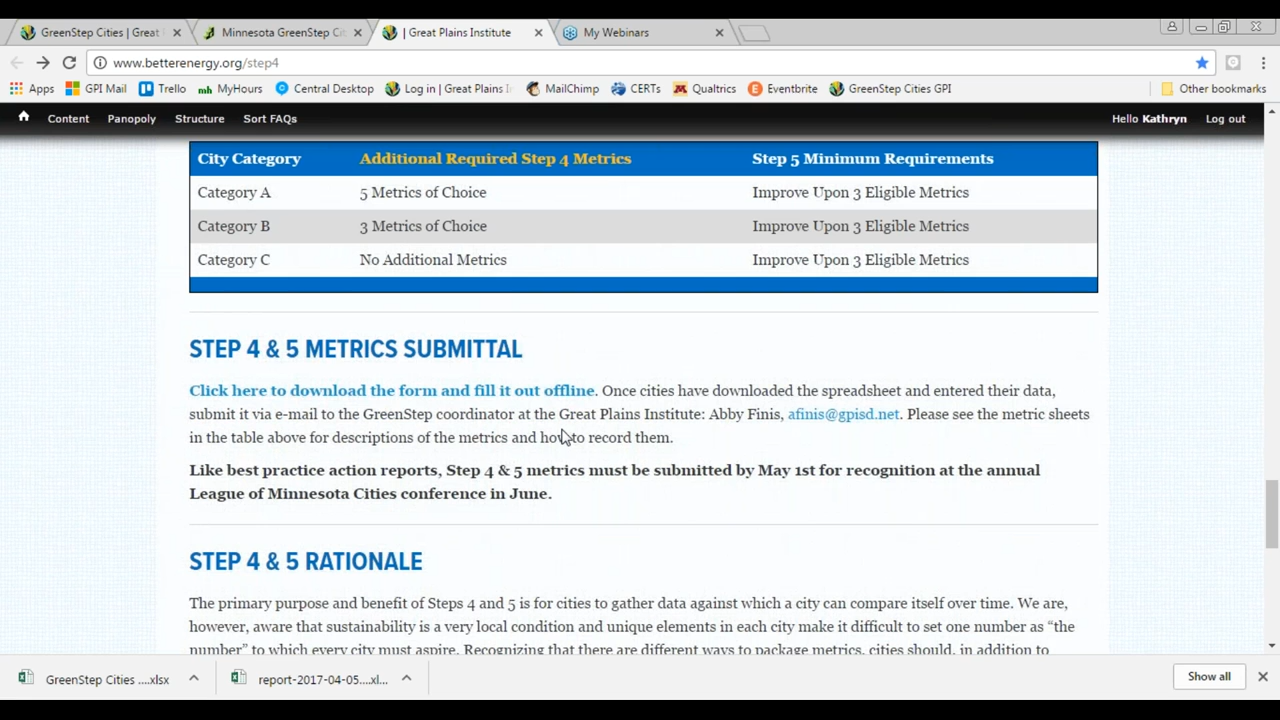 GreenStep Cities | Great
Minnesota GreenStep Cit
| Great Plains Institute
My Webinars
www.betterenergy.org/step4
Apps
GPI Mail
Trello
mh MyHours
Central Desktop
Log in | Great Plains In
MailChimp
CERTs
Qualtrics
Eventbrite
GreenStep Cities GPI
Other bookmarks
Content
Panopoly
Structure
Sort FAQs
Hello Kathryn
Log out
City Category Additional Required Step 4 Metrics Step 5 Minimum Requirements
Category A 5 Metrics of Choice Improve Upon 3 Eligible Metrics
Category B 3 Metrics of Choice Improve Upon 3 Eligible Metrics
Category C No Additional Metrics Improve Upon 3 Eligible Metrics
STEP 4 & 5 METRICS SUBMITTAL
Click here to download the form and fill it out offline. Once cities have downloaded the spreadsheet and entered their data,
submit it via e-mail to the GreenStep coordinator at the Great Plains Institute: Abby Finis, afinis@gpisd.net. Please see the metric sheets
in the table above for descriptions of the metrics and how to record them.
Like best practice action reports, Step 4 & 5 metrics must be submitted by May 1st for recognition at the annual
League of Minnesota Cities conference in June.
STEP 4 & 5 RATIONALE
The primary purpose and benefit of Steps 4 and 5 is for cities to gather data against which a city can compare itself over time. We are,
however, aware that sustainability is a very local condition and unique elements in each city make it difficult to set one number as “the
number” to which every city must aspire. Recognizing that there are different ways to package metrics, cities should, in addition to
GreenStep Cities ....xlsx
report-2017-04-05....xl...
Show all